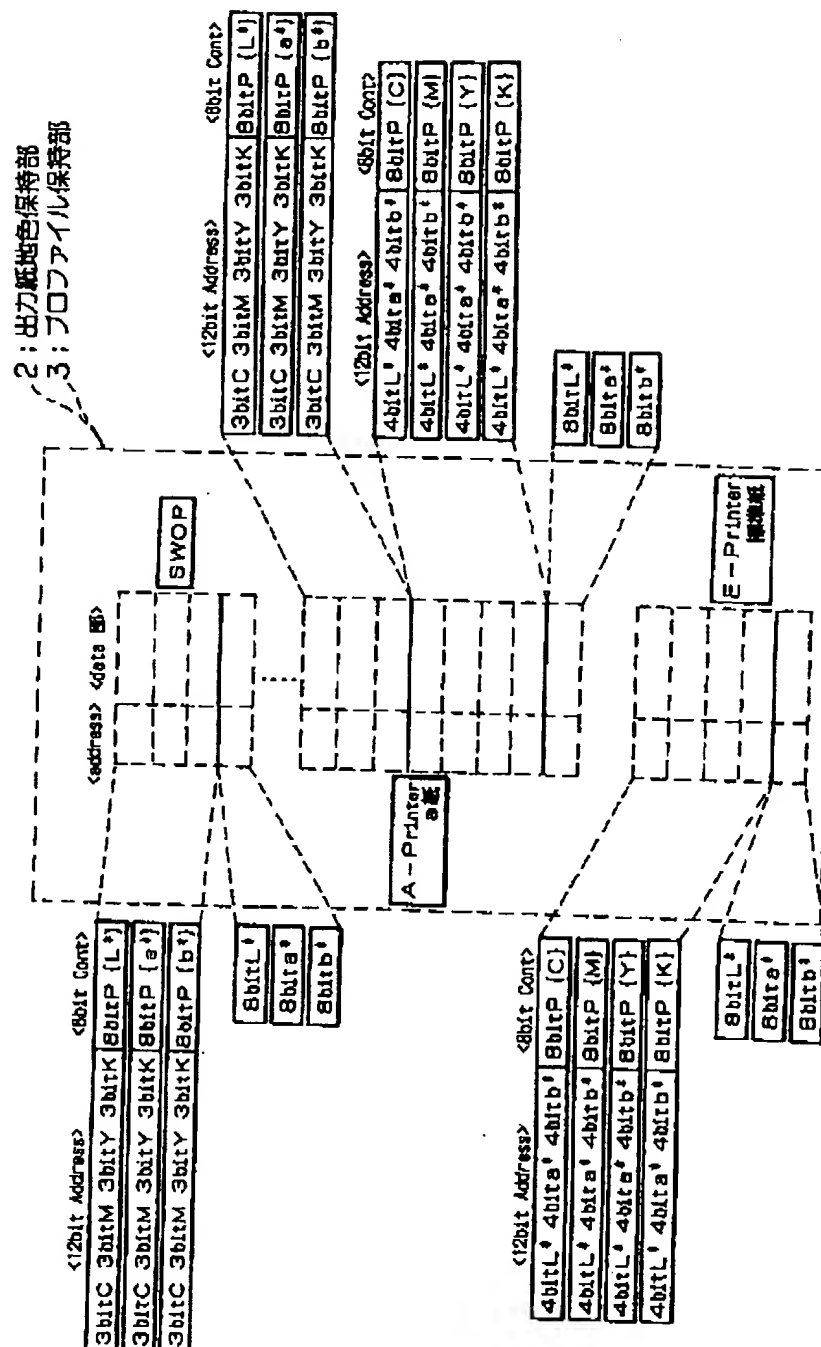 2;出力紙地色保持部
3;プロファイル保持部
<12bit Address> <8bit Cont>
3bitC 3bitM 3bitY 3bitK 8bitP {L*}
3bitC 3bitM 3bitY 3bitK 8bitP {a*}
3bitC 3bitM 3bitY 3bitK 8bitP {b*}
8bitL*
8bita*
8bitb*
<address> <data 部>
SWOP
<12bit Address> <8bit Cont>
3bitC 3bitM 3bitY 3bitK 8bitP {L*}
3bitC 3bitM 3bitY 3bitK 8bitP {a*}
3bitC 3bitM 3bitY 3bitK 8bitP {b*}
<12bit Address> <8bit Cont>
4bitL* 4bita* 4bitb* 8bitP {C}
4bitL* 4bita* 4bitb* 8bitP {M}
4bitL* 4bita* 4bitb* 8bitP {Y}
4bitL* 4bita* 4bitb* 8bitP {K}
8bitL*
8bita*
8bitb*
A-Printer
a紙
<12bit Address> <8bit Cont>
4bitL* 4bita* 4bitb* 8bitP {C}
4bitL* 4bita* 4bitb* 8bitP {M}
4bitL* 4bita* 4bitb* 8bitP {Y}
4bitL* 4bita* 4bitb* 8bitP {K}
8bitL*
8bita*
8bitb*
E-Printer
標準紙